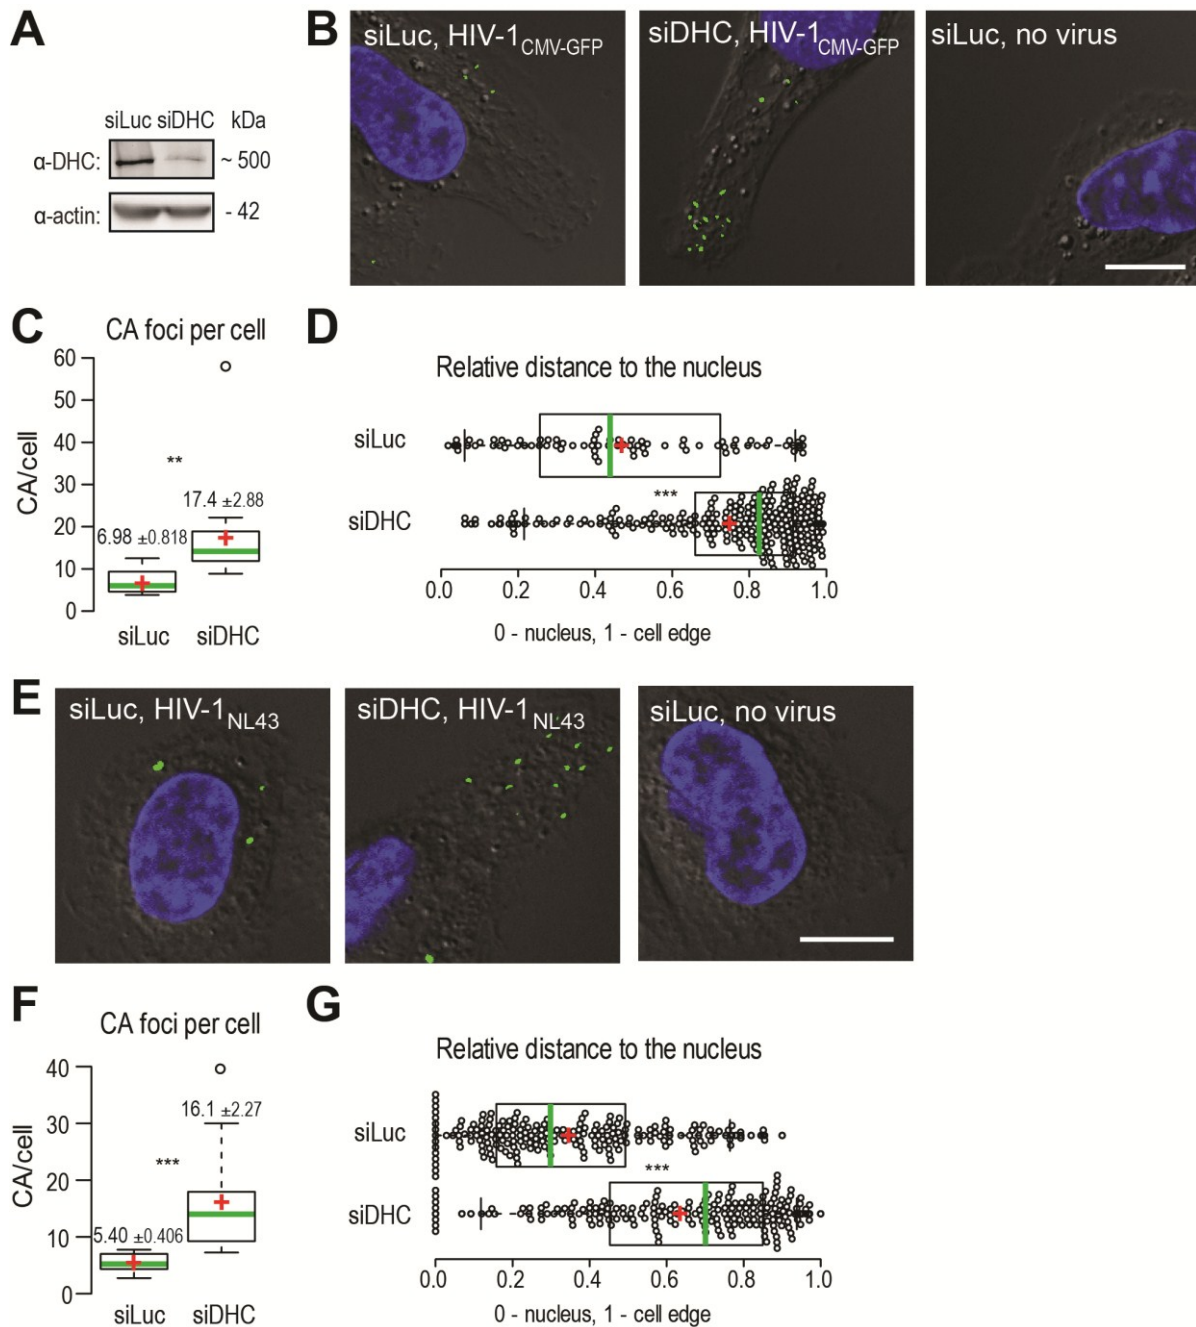 A
siLuc siDHC kDa
α-DHC: ~ 500
α-actin: - 42
B
siLuc, HIV-1CMV-GFP
siDHC, HIV-1CMV-GFP
siLuc, no virus
C
CA foci per cell
CA/cell
60
50
40
30
20
10
0
**
6.98 ±0.818
17.4 ±2.88
siLuc siDHC
D
Relative distance to the nucleus
siLuc
***
siDHC
0.0 0.2 0.4 0.6 0.8 1.0
0 - nucleus, 1 - cell edge
E
siLuc, HIV-1NL43
siDHC, HIV-1NL43
siLuc, no virus
F
CA foci per cell
CA/cell
40
30
20
10
0
16.1 ±2.27
***
5.40 ±0.406
siLuc siDHC
G
Relative distance to the nucleus
siLuc
***
siDHC
0.0 0.2 0.4 0.6 0.8 1.0
0 - nucleus, 1 - cell edge